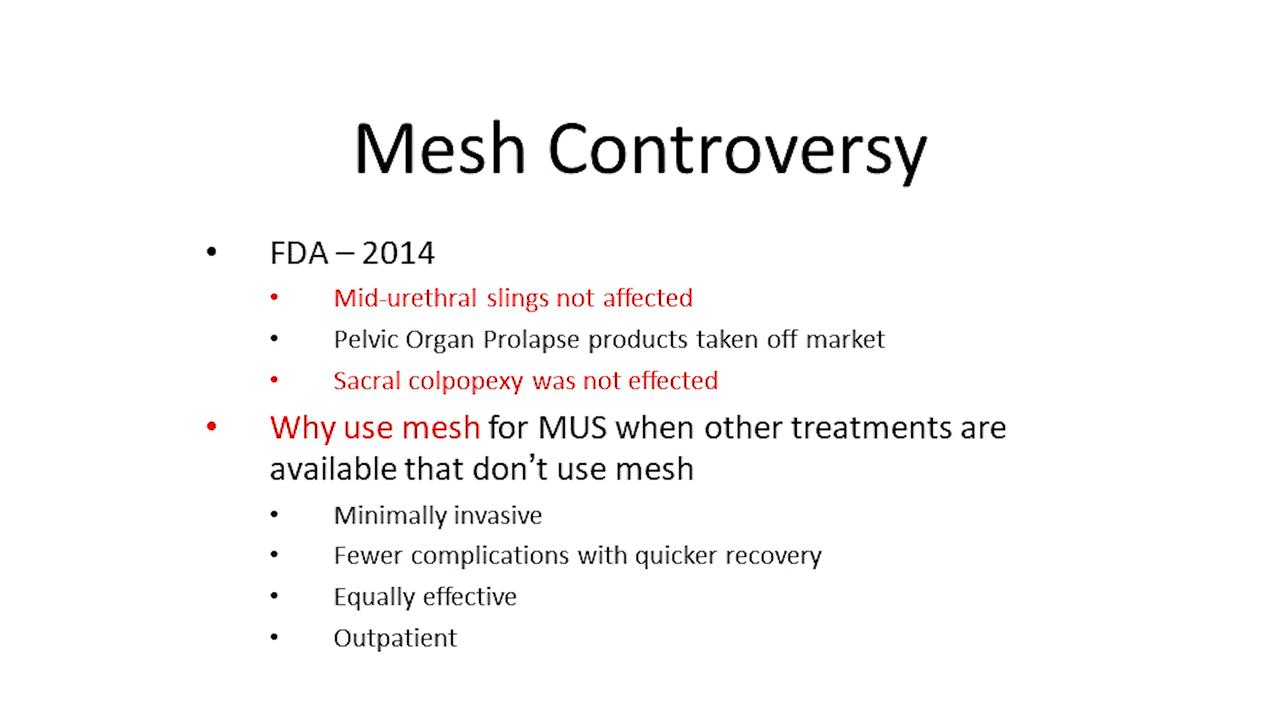 Mesh Controversy
• FDA – 2014
• Mid-urethral slings not affected
• Pelvic Organ Prolapse products taken off market
• Sacral colpopexy was not effected
• Why use mesh for MUS when other treatments are
available that don’t use mesh
• Minimally invasive
• Fewer complications with quicker recovery
• Equally effective
• Outpatient